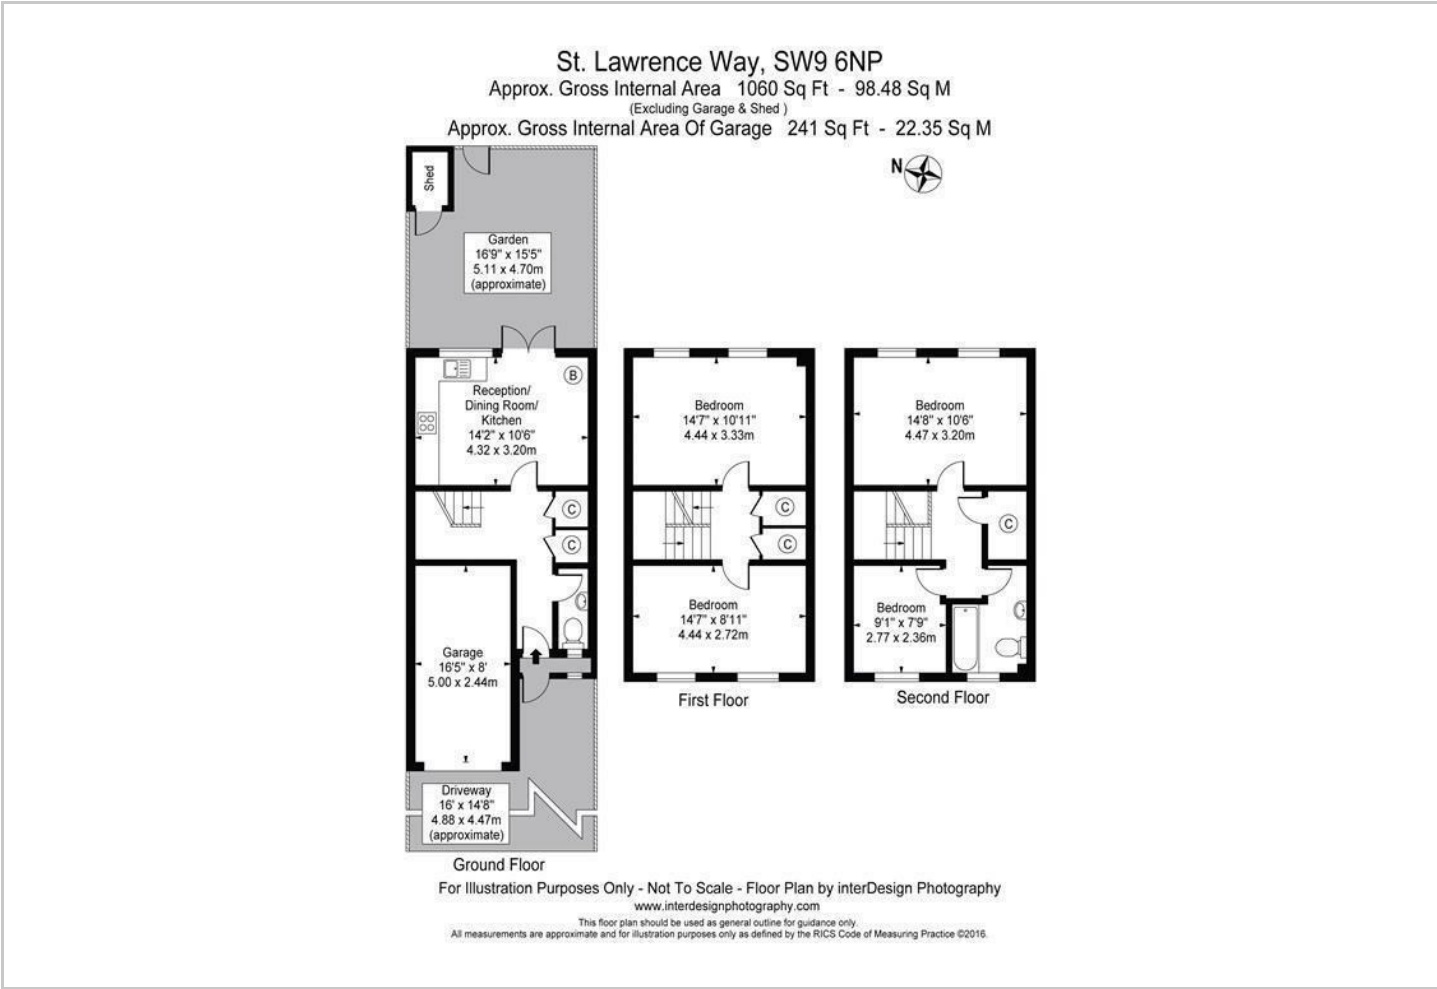 St. Lawrence Way, SW9 6NP
Approx. Gross Internal Area 1060 Sq Ft - 98.48 Sq M
(Excluding Garage & Shed )
Approx. Gross Internal Area Of Garage 241 Sq Ft - 22.35 Sq M
N
Shed
Garden
16'9" x 15'5"
5.11 x 4.70m
(approximate)
B
Reception/
Dining Room/
Kitchen
14'2" x 10'6"
4.32 x 3.20m
C
C
Garage
16'5" x 8'
5.00 x 2.44m
Driveway
16' x 14'8"
4.88 x 4.47m
(approximate)
Ground Floor
Bedroom
14'7" x 10'11"
4.44 x 3.33m
C
C
Bedroom
14'7" x 8'11"
4.44 x 2.72m
First Floor
Bedroom
14'8" x 10'6"
4.47 x 3.20m
C
Bedroom
9'1" x 7'9"
2.77 x 2.36m
Second Floor
For Illustration Purposes Only - Not To Scale - Floor Plan by interDesign Photography
www.interdesignphotography.com
This floor plan should be used as general outline for guidance only.
All measurements are approximate and for illustration purposes only as defined by the RICS Code of Measuring Practice ©2016.